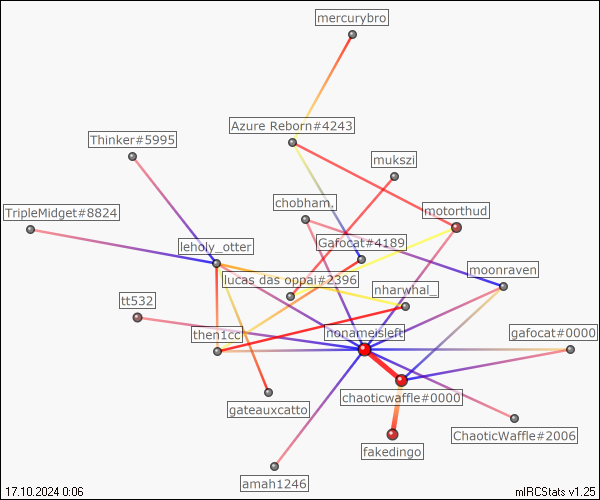 mercurybro
Azure Reborn#4243
Thinker#5995
mukszi
chobham,
TripleMidget#8824
motorthud
leholy_otter
Gafocat#4189
moonraven
lucas das oppai#2396
nharwhal_
tt532
then1cc
nonameisleft
gafocat#0000
chaoticwaffle#0000
gateauxcatto
ChaoticWaffle#2006
fakedingo
amah1246
17.10.2024 0:06
mIRCStats v1.25